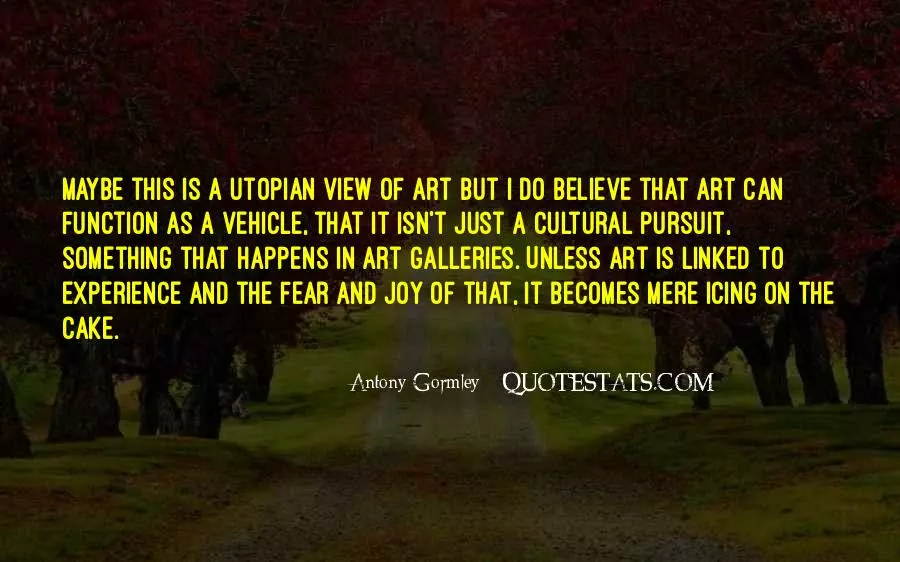 MAYBE THIS IS A UTOPIAN VIEW OF ART BUT I DO BELIEVE THAT ART CAN
FUNCTION AS A VEHICLE, THAT IT ISN'T JUST A CULTURAL PURSUIT,
SOMETHING THAT HAPPENS IN ART GALLERIES. UNLESS ART IS LINKED TO
EXPERIENCE AND THE FEAR AND JOY OF THAT, IT BECOMES MERE ICING ON THE
CAKE.
Antony Gormley QUOTESTATS.COM